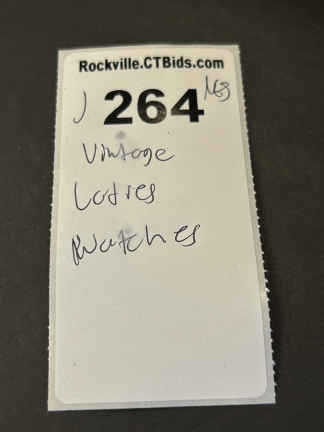 Rockville.CTBids.com
264
Vintage
Ladies
Watches